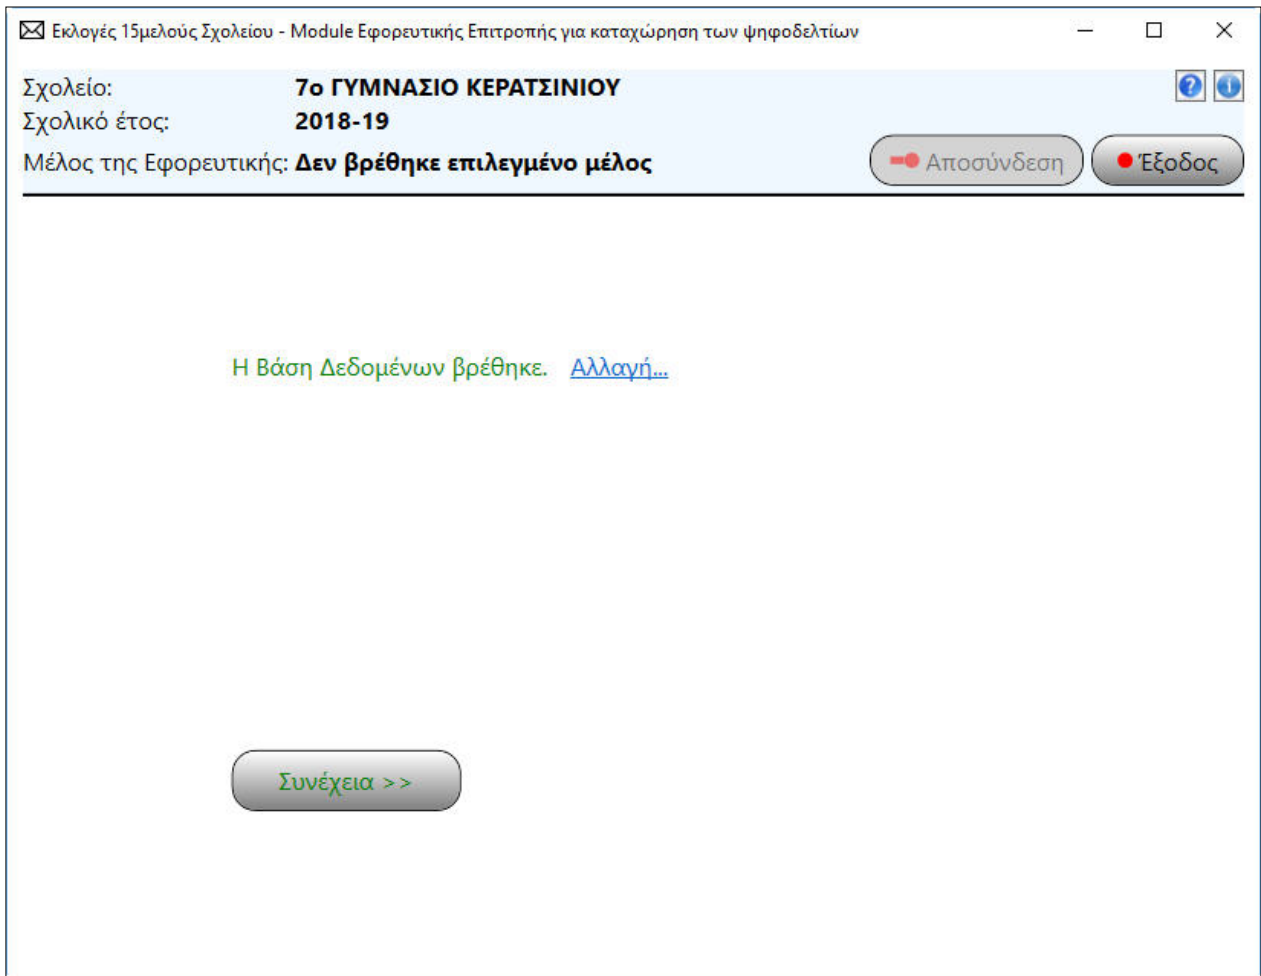 Εκλογές 15μελούς Σχολείου - Module Εφορευτικής Επιτροπής για καταχώρηση των ψηφοδελτίων
Σχολείο: 7ο ΓΥΜΝΑΣΙΟ ΚΕΡΑΤΣΙΝΙΟΥ
Σχολικό έτος: 2018-19
Μέλος της Εφορευτικής: Δεν βρέθηκε επιλεγμένο μέλος Αποσύνδεση Έξοδος
Η Βάση Δεδομένων βρέθηκε. Αλλαγή...
Συνέχεια >>